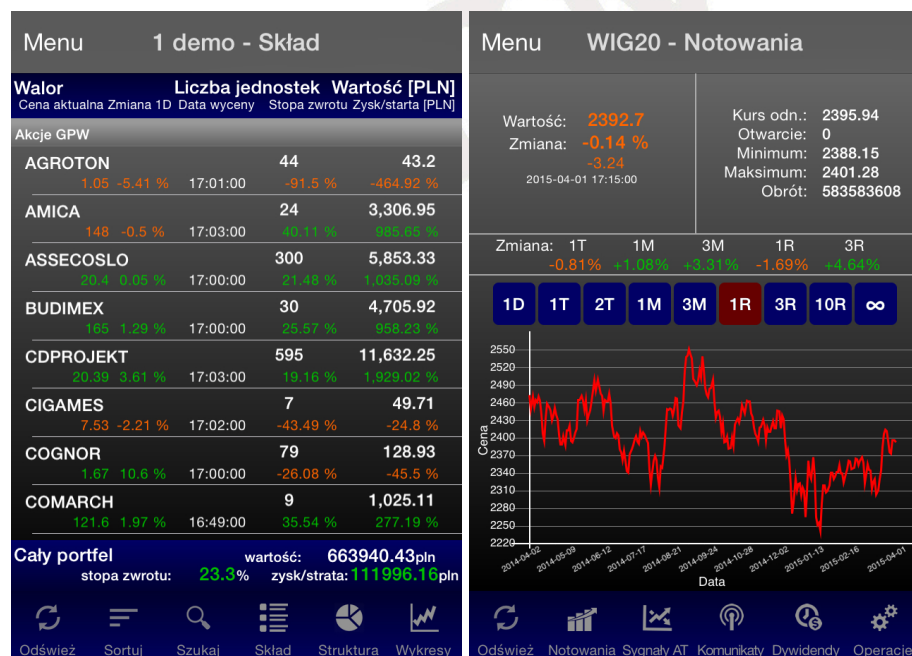 Menu 1 demo - Skład
Walor Liczba jednostek Wartość [PLN]
Cena aktualna Zmiana 1D Data wyceny Stopa zwrotu Zysk/starta [PLN]
Akcje GPW
AGROTON 44 43.2
1.05 -5.41 % 17:01:00 -91.5 % -464.92 %
AMICA 24 3,306.95
148 -0.5 % 17:03:00 40.11 % 985.65 %
ASSECOSLO 300 5,853.33
20.4 0.05 % 17:00:00 21.48 % 1,035.09 %
BUDIMEX 30 4,705.92
165 1.29 % 17:00:00 25.57 % 958.23 %
CDPROJEKT 595 11,632.25
20.39 3.61 % 17:03:00 19.16 % 1,929.02 %
CIGAMES 7 49.71
7.53 -2.21 % 17:02:00 -43.49 % -24.8 %
COGNOR 79 128.93
1.67 10.6 % 17:00:00 -26.08 % -45.5 %
COMARCH 9 1,025.11
121.6 1.97 % 16:49:00 35.54 % 277.19 %
Cały portfel wartość: 663940.43pln
stopa zwrotu: 23.3% zysk/strata: 111996.16pln
Odśwież Sortuj Szukaj Skład Struktura Wykresy
Menu WIG20 - Notowania
Wartość: 2392.7
Zmiana: -0.14 %
-3.24
2015-04-01 17:15:00
Kurs odn.: 2395.94
Otwarcie: 0
Minimum: 2388.15
Maksimum: 2401.28
Obrót: 583583608
Zmiana: 1T 1M 3M 1R 3R
-0.81% +1.08% +3.31% -1.69% +4.64%
1D 1T 2T 1M 3M 1R 3R 10R ∞
Cena
2550
2520
2490
2460
2430
2400
2370
2340
2310
2280
2250
2220
2014-04-02 2014-05-09 2014-06-12 2014-07-17 2014-08-21 2014-09-24 2014-10-28 2014-12-02 2015-01-13 2015-02-16 2015-04-01
Data
Odśwież Notowania Sygnały AT Komunikaty Dywidendy Operacje